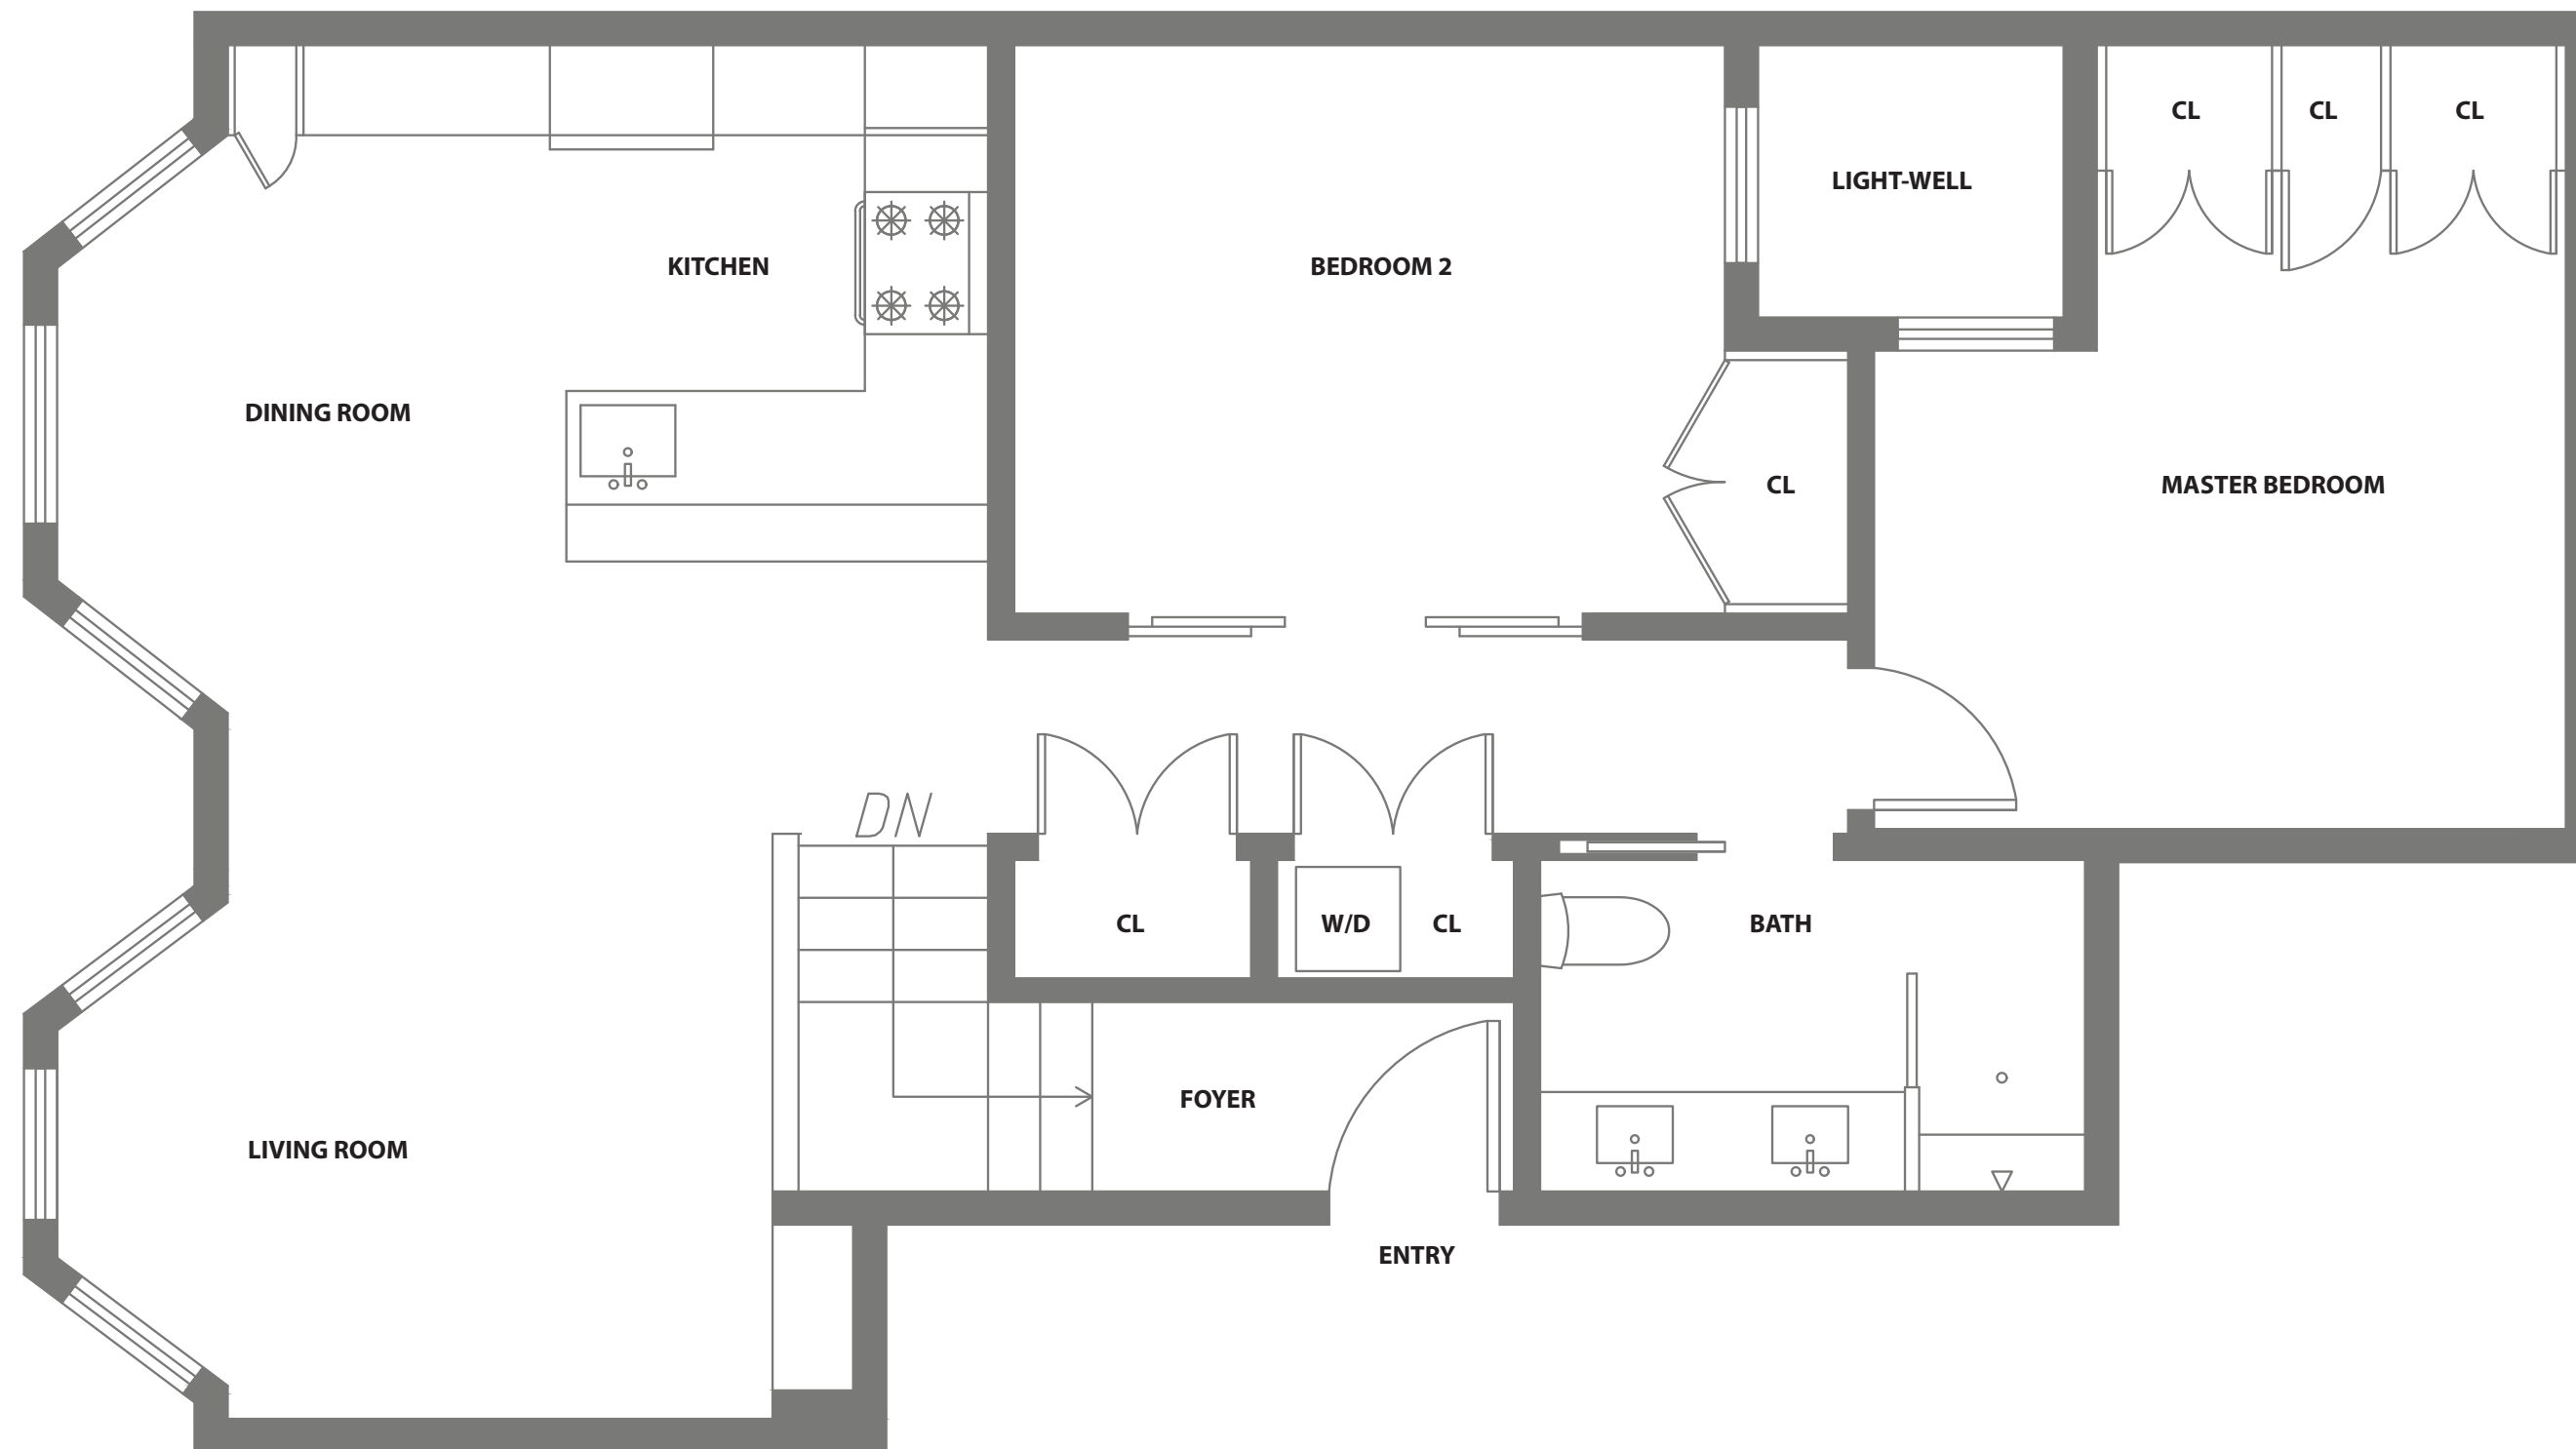 CL
CL
CL
LIGHT-WELL
KITCHEN
BEDROOM 2
DINING ROOM
CL
MASTER BEDROOM
DN
CL
W/D
CL
BATH
FOYER
LIVING ROOM
ENTRY